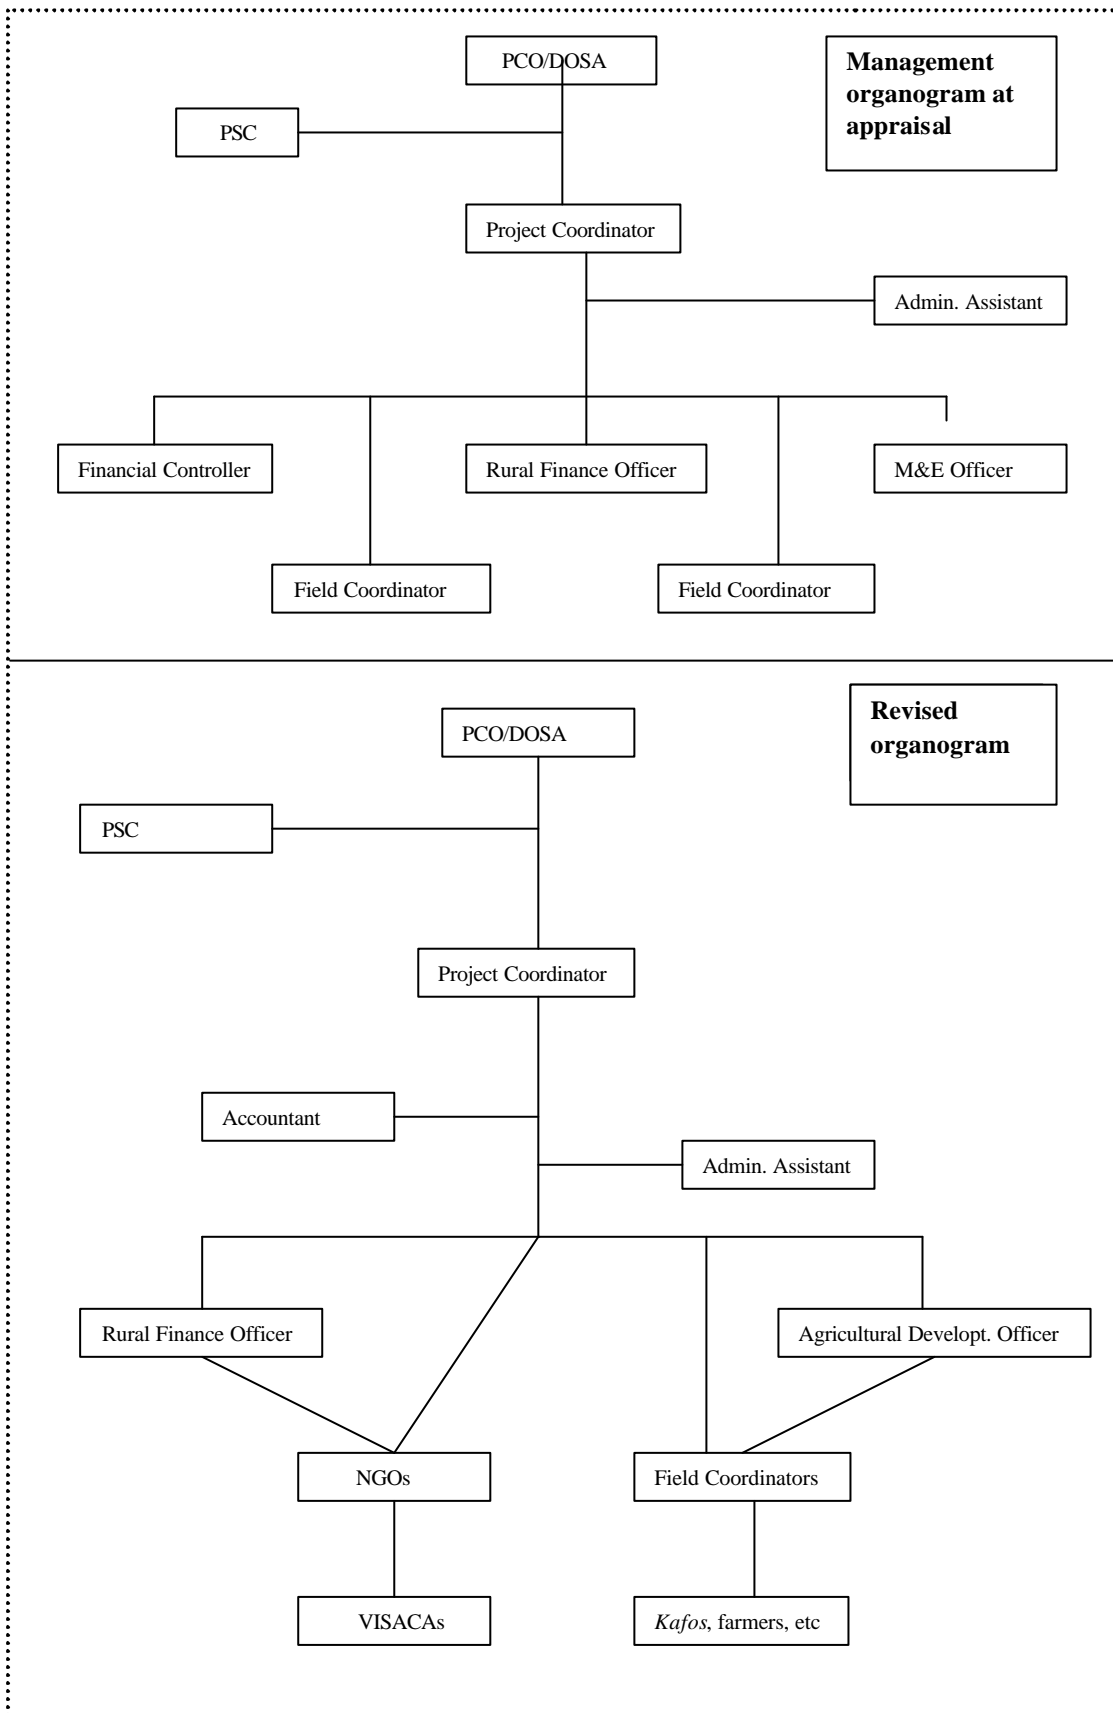 PCO/DOSA
Management
organogram at
appraisal
PSC
Project Coordinator
Admin. Assistant
Financial Controller
Rural Finance Officer
M&E Officer
Field Coordinator
Field Coordinator
Revised
organogram
PCO/DOSA
PSC
Project Coordinator
Accountant
Admin. Assistant
Rural Finance Officer
Agricultural Developt. Officer
NGOs
Field Coordinators
VISACAs
Kafos, farmers, etc